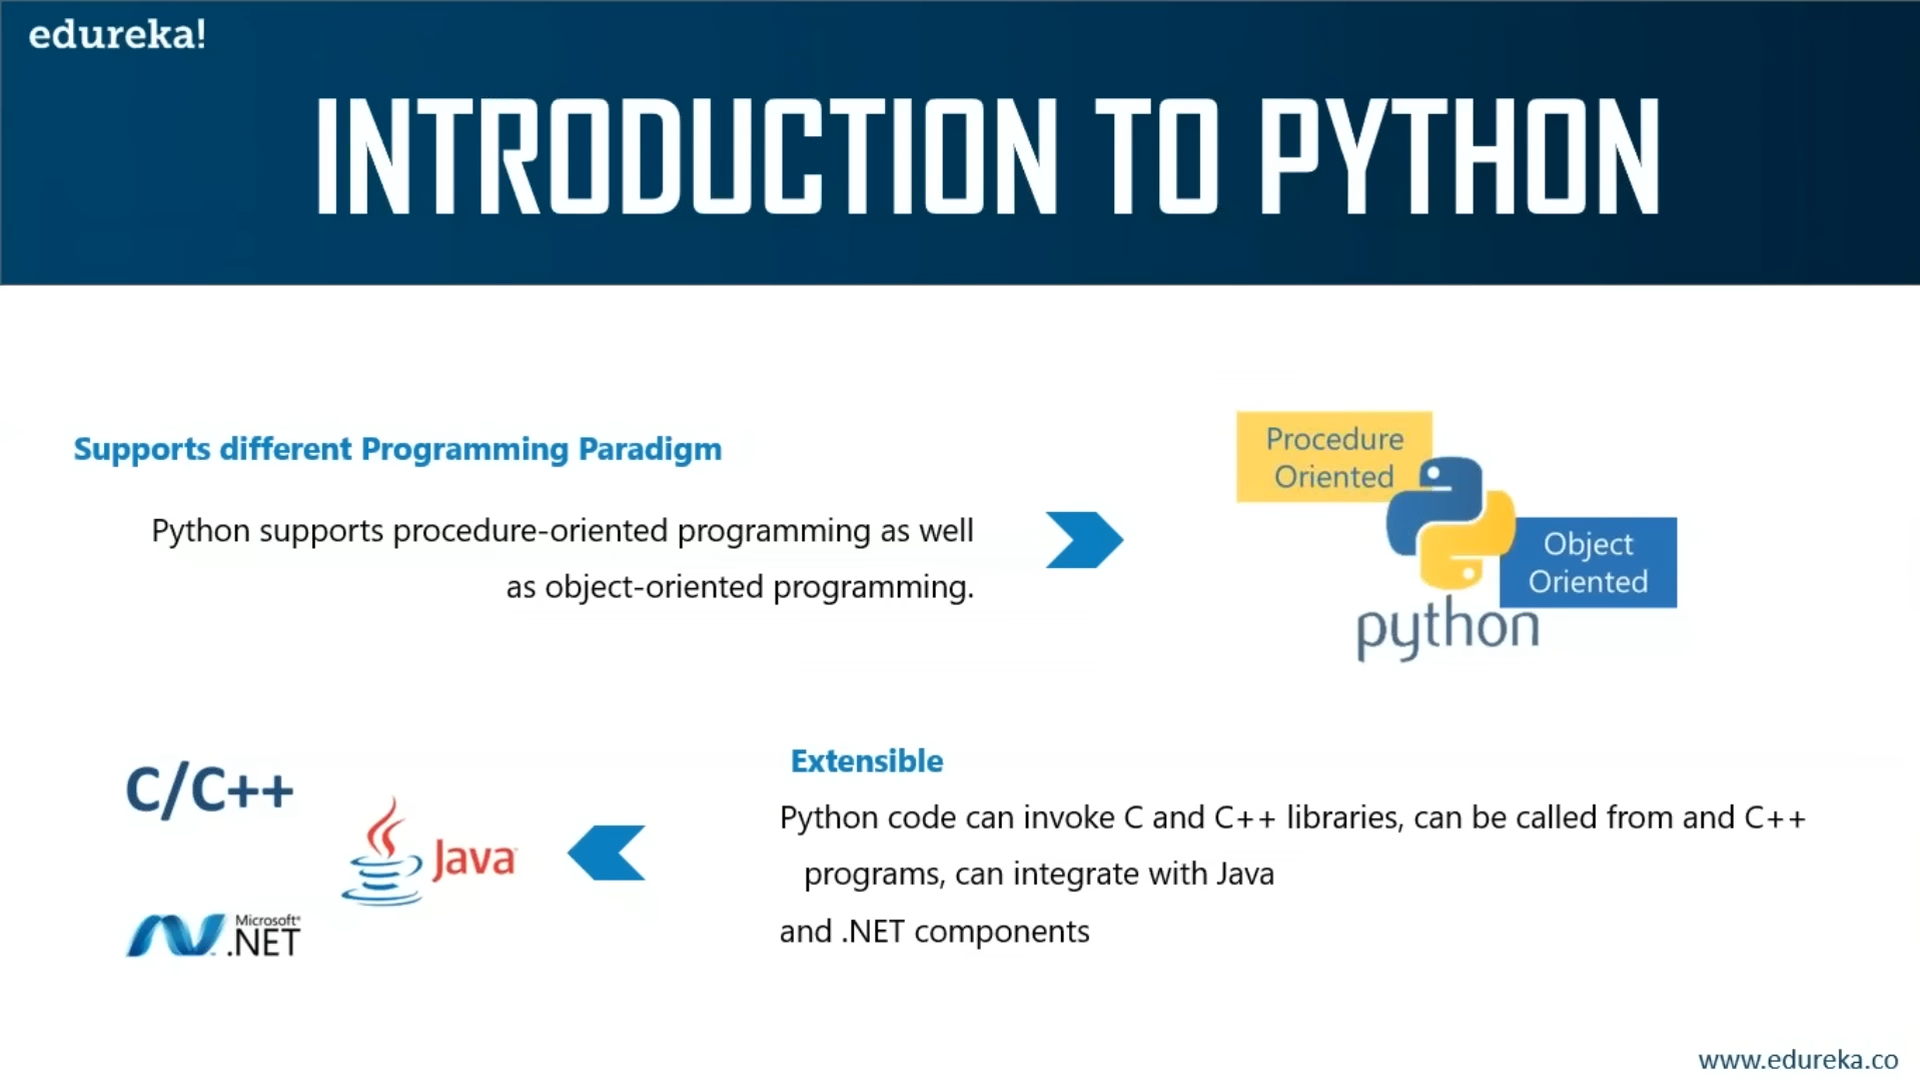 edureka!
INTRODUCTION TO PYTHON
Supports different Programming Paradigm
Python supports procedure-oriented programming as well
as object-oriented programming.
Procedure
Oriented
Object
Oriented
python
C/C++
Java
Microsoft®
.NET
Extensible
Python code can invoke C and C++ libraries, can be called from and C++
programs, can integrate with Java
and .NET components
www.edureka.co